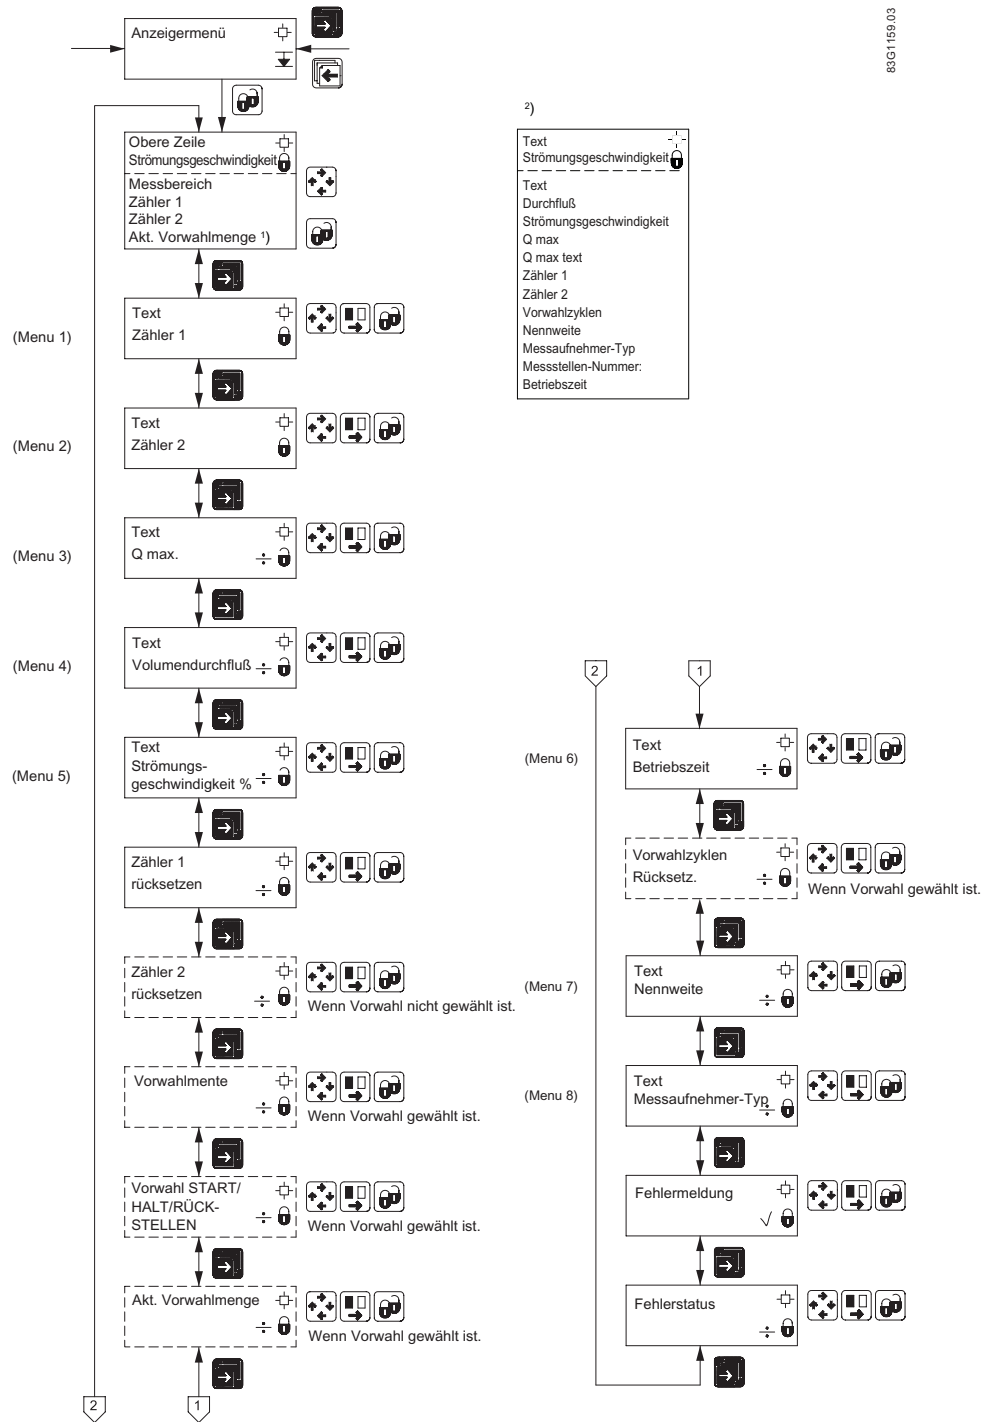 83G1159.03
Anzeigermenü
Obere Zeile
Strömungsgeschwindigkeit
Messbereich
Zähler 1
Zähler 2
Akt. Vorwahlmenge ¹)
(Menu 1)
Text
Zähler 1
(Menu 2)
Text
Zähler 2
(Menu 3)
Text
Q max.
(Menu 4)
Text
Volumendurchfluß
(Menu 5)
Text
Strömungs-
geschwindigkeit %
Zähler 1
rücksetzen
Zähler 2
rücksetzen
Wenn Vorwahl nicht gewählt ist.
Vorwahlmente
Wenn Vorwahl gewählt ist.
Vorwahl START/
HALT/RÜCK-
STELLEN
Wenn Vorwahl gewählt ist.
Akt. Vorwahlmenge
Wenn Vorwahl gewählt ist.
2
1
²)
Text
Strömungsgeschwindigkeit
Text
Durchfluß
Strömungsgeschwindigkeit
Q max
Q max text
Zähler 1
Zähler 2
Vorwahlzyklen
Nennweite
Messaufnehmer-Typ
Messstellen-Nummer:
Betriebszeit
2
1
(Menu 6)
Text
Betriebszeit
Vorwahlzyklen
Rücksetz.
Wenn Vorwahl gewählt ist.
(Menu 7)
Text
Nennweite
(Menu 8)
Text
Messaufnehmer-Typ
Fehlermeldung
Fehlerstatus